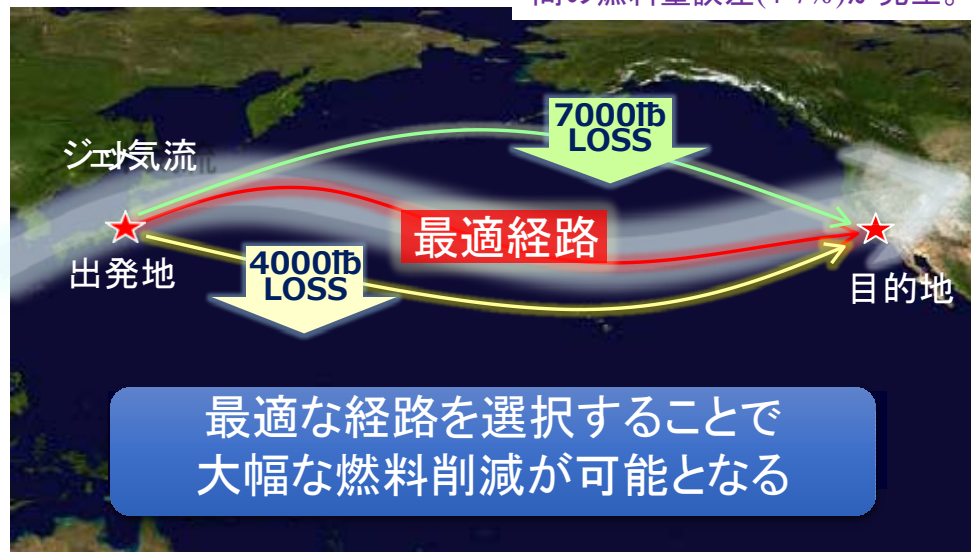 ジェット気流
7000lb
LOSS
最適経路
4000lb
LOSS
出発地
目的地
最適な経路を選択することで
大幅な燃料削減が可能となる